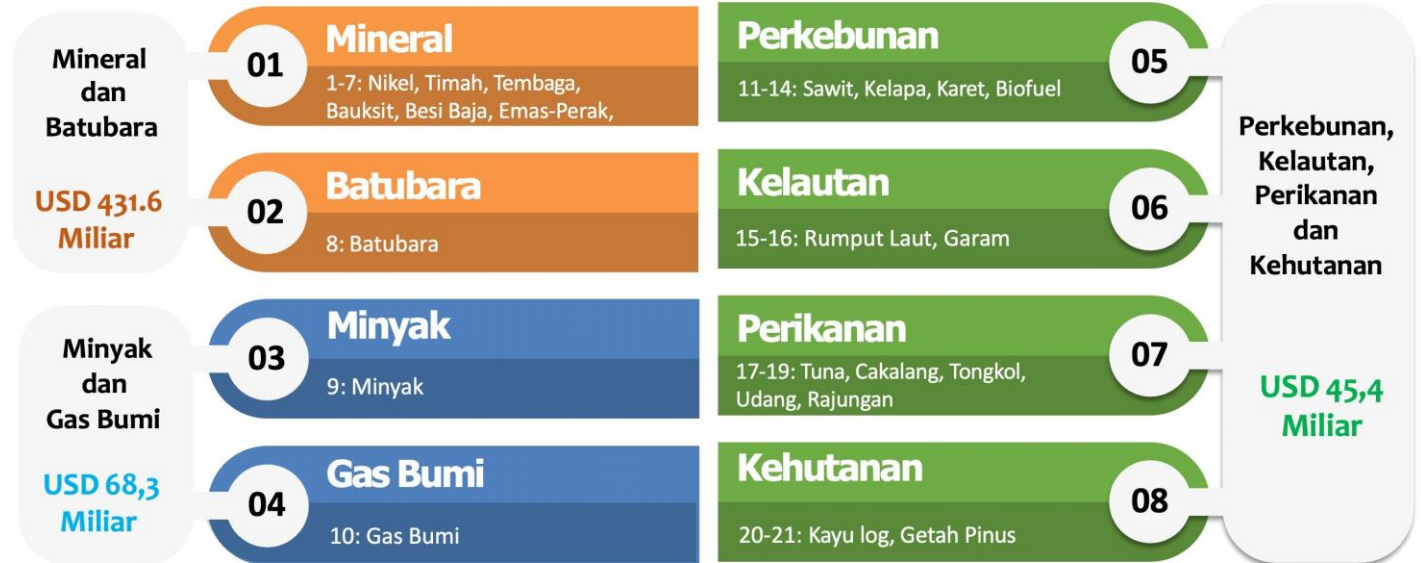 Mineral
dan
Batubara
USD 431.6
Miliar
01
Mineral
1-7: Nikel, Timah, Tembaga,
Bauksit, Besi Baja, Emas-Perak,
02
Batubara
8: Batubara
Minyak
dan
Gas Bumi
USD 68,3
Miliar
03
Minyak
9: Minyak
04
Gas Bumi
10: Gas Bumi
Perkebunan
11-14: Sawit, Kelapa, Karet, Biofuel
05
Kelautan
15-16: Rumput Laut, Garam
06
Perikanan
17-19: Tuna, Cakalang, Tongkol,
Udang, Rajungan
07
Kehutanan
20-21: Kayu log, Getah Pinus
08
Perkebunan,
Kelautan,
Perikanan
dan
Kehutanan
USD 45,4
Miliar